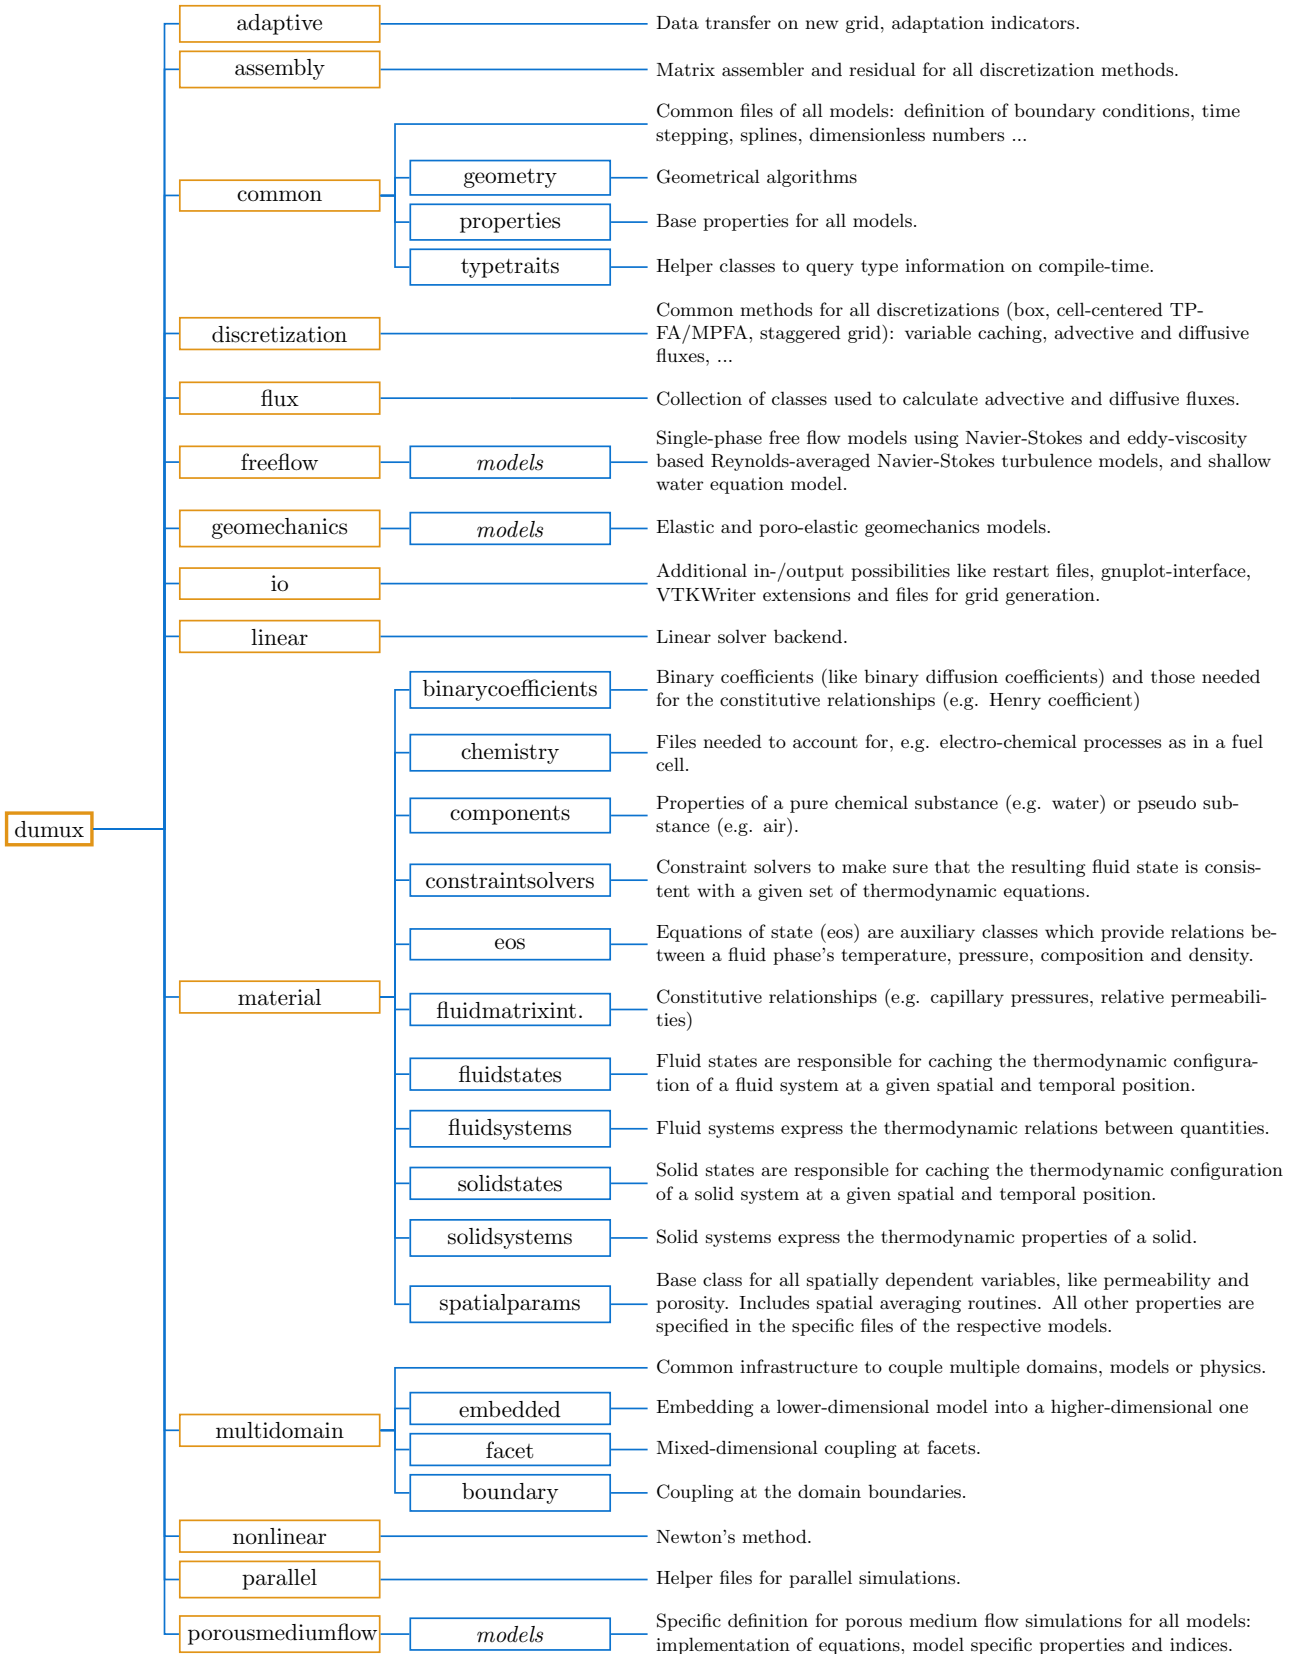 adaptive
Data transfer on new grid, adaptation indicators.
assembly
Matrix assembler and residual for all discretization methods.
common
Common files of all models: definition of boundary conditions, time
stepping, splines, dimensionless numbers ...
geometry
Geometrical algorithms
properties
Base properties for all models.
typetraits
Helper classes to query type information on compile-time.
discretization
Common methods for all discretizations (box, cell-centered TP-
FA/MPFA, staggered grid): variable caching, advective and diffusive
fluxes, ...
flux
Collection of classes used to calculate advective and diffusive fluxes.
freeflow
models
Single-phase free flow models using Navier-Stokes and eddy-viscosity
based Reynolds-averaged Navier-Stokes turbulence models, and shallow
water equation model.
geomechanics
models
Elastic and poro-elastic geomechanics models.
io
Additional in-/output possibilities like restart files, gnuplot-interface,
VTKWriter extensions and files for grid generation.
linear
Linear solver backend.
dumux
material
binarycoefficients
Binary coefficients (like binary diffusion coefficients) and those needed
for the constitutive relationships (e.g. Henry coefficient)
chemistry
Files needed to account for, e.g. electro-chemical processes as in a fuel
cell.
components
Properties of a pure chemical substance (e.g. water) or pseudo sub-
stance (e.g. air).
constraintsolvers
Constraint solvers to make sure that the resulting fluid state is consis-
tent with a given set of thermodynamic equations.
eos
Equations of state (eos) are auxiliary classes which provide relations be-
tween a fluid phase's temperature, pressure, composition and density.
fluidmatrixint.
Constitutive relationships (e.g. capillary pressures, relative permeabili-
ties)
fluidstates
Fluid states are responsible for caching the thermodynamic configura-
tion of a fluid system at a given spatial and temporal position.
fluidsystems
Fluid systems express the thermodynamic relations between quantities.
solidstates
Solid states are responsible for caching the thermodynamic configuration
of a solid system at a given spatial and temporal position.
solidsystems
Solid systems express the thermodynamic properties of a solid.
spatialparams
Base class for all spatially dependent variables, like permeability and
porosity. Includes spatial averaging routines. All other properties are
specified in the specific files of the respective models.
multidomain
Common infrastructure to couple multiple domains, models or physics.
embedded
Embedding a lower-dimensional model into a higher-dimensional one
facet
Mixed-dimensional coupling at facets.
boundary
Coupling at the domain boundaries.
nonlinear
Newton's method.
parallel
Helper files for parallel simulations.
porousmediumflow
models
Specific definition for porous medium flow simulations for all models:
implementation of equations, model specific properties and indices.